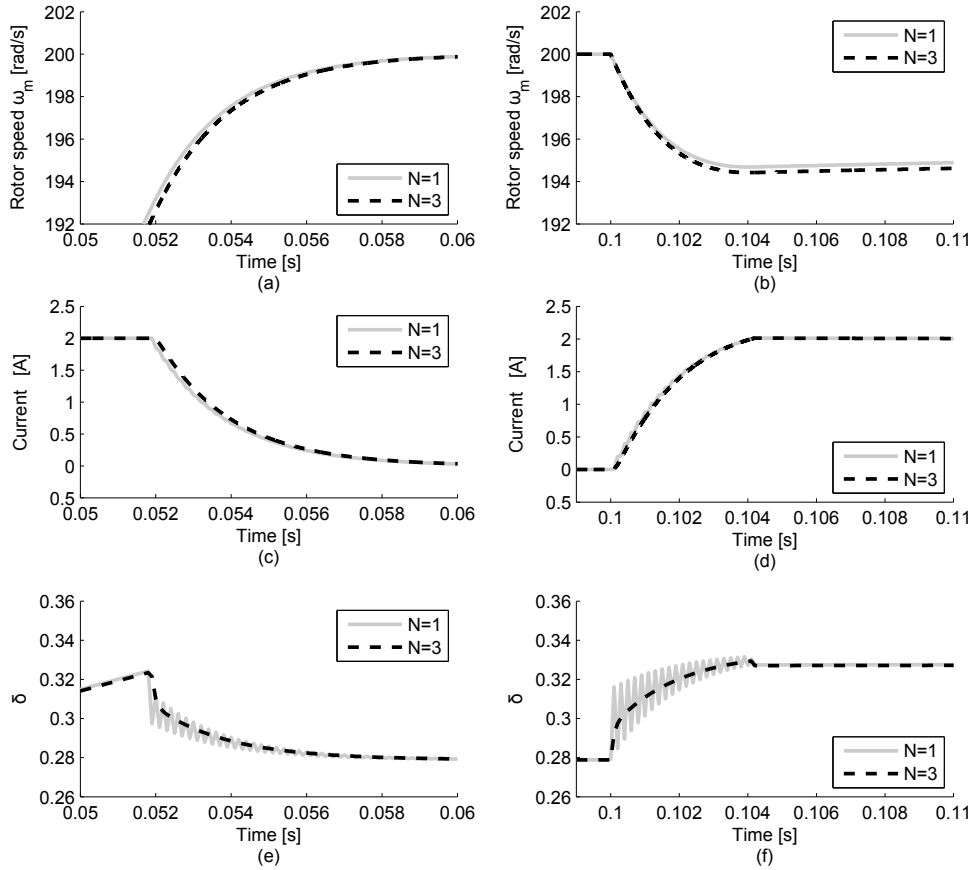 202
200
198
196
194
192
Rotor speed ω_m [rad/s]
N=1
N=3
0.05 0.052 0.054 0.056 0.058 0.06
Time [s]
(a)
202
200
198
196
194
192
Rotor speed ω_m [rad/s]
N=1
N=3
0.1 0.102 0.104 0.106 0.108 0.11
Time [s]
(b)
2.5
2
1.5
1
0.5
0
0.5
Current [A]
N=1
N=3
0.05 0.052 0.054 0.056 0.058 0.06
Time [s]
(c)
2.5
2
1.5
1
0.5
0
0.5
Current [A]
N=1
N=3
0.1 0.102 0.104 0.106 0.108 0.11
Time [s]
(d)
0.36
0.34
0.32
0.3
0.28
0.26
δ
N=1
N=3
0.05 0.052 0.054 0.056 0.058 0.06
Time [s]
(e)
0.36
0.34
0.32
0.3
0.28
0.26
δ
N=1
N=3
0.1 0.102 0.104 0.106 0.108 0.11
Time [s]
(f)